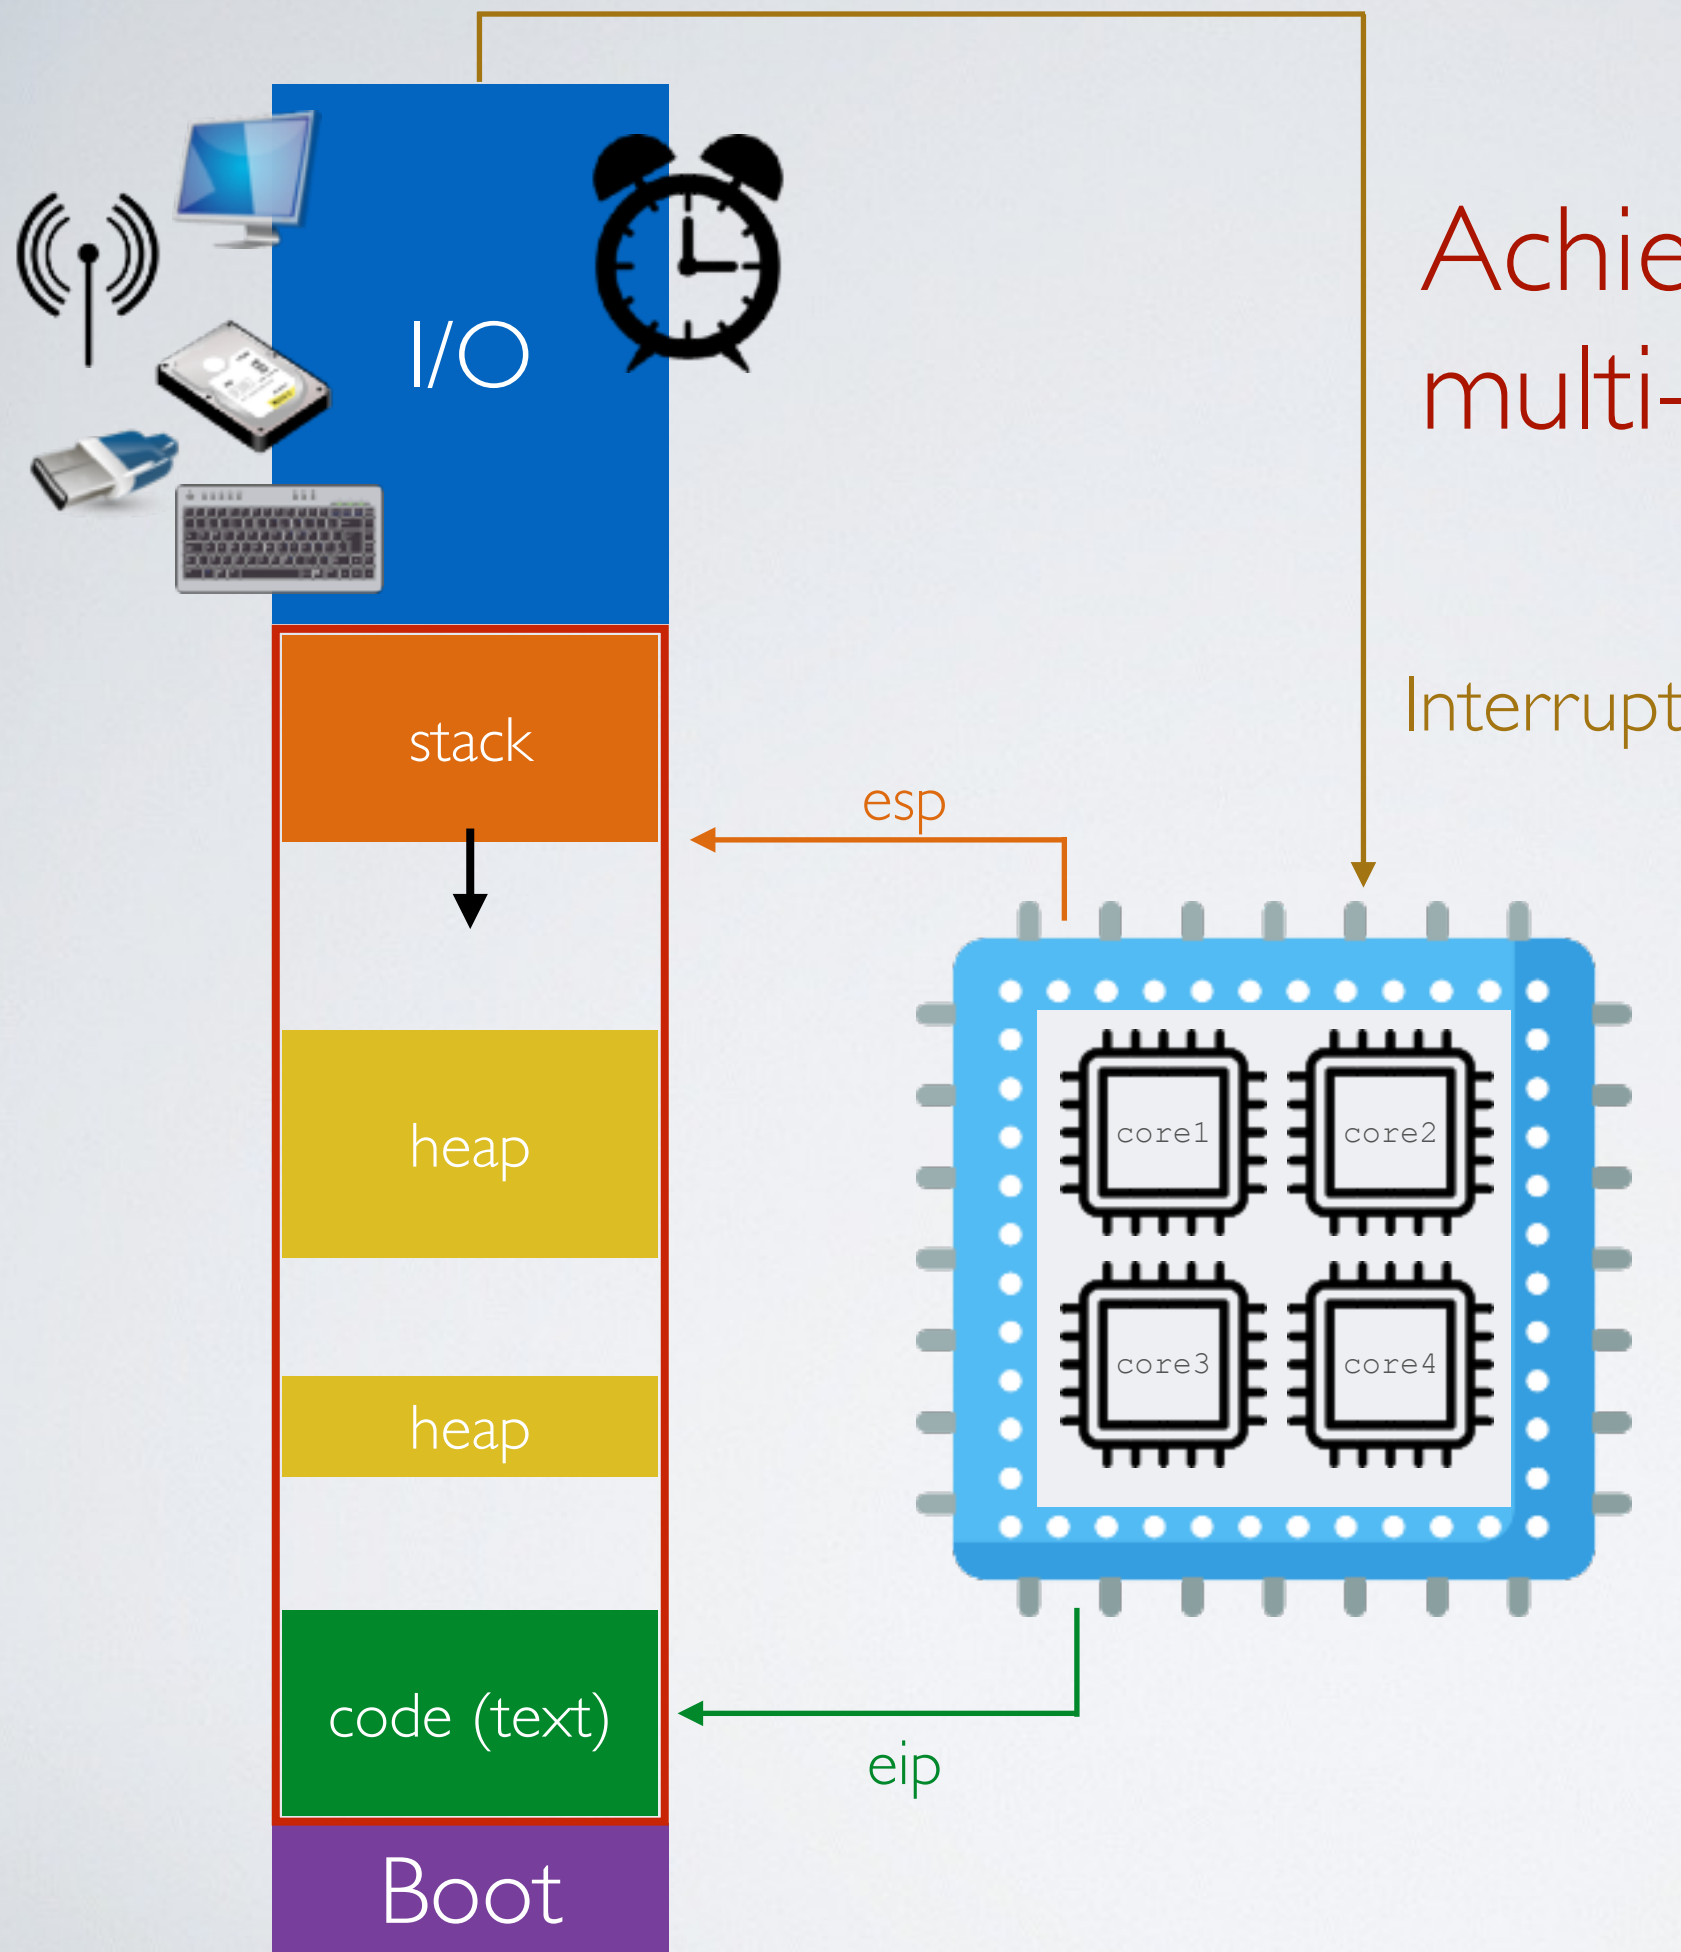 Achie
multi-
I/O
Interrupt
stack
esp
heap
core1
core2
heap
core3
core4
code (text)
eip
Boot